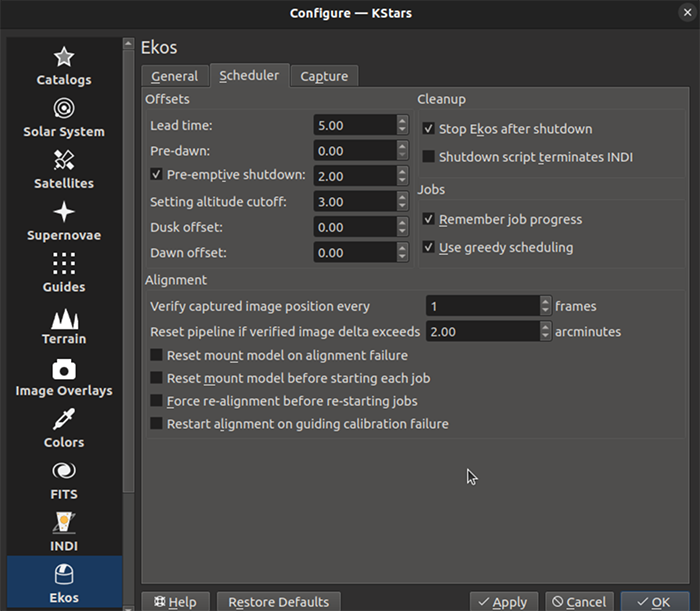 Configure — KStars
Catalogs
Solar System
Satellites
Supernovae
Guides
Terrain
Image Overlays
Colors
FITS
INDI
Ekos
Ekos
General Scheduler Capture
Offsets
Lead time: 5.00
Pre-dawn: 0.00
Pre-emptive shutdown: 2.00
Setting altitude cutoff: 3.00
Dusk offset: 0.00
Dawn offset: 0.00
Cleanup
Stop Ekos after shutdown
Shutdown script terminates INDI
Jobs
Remember job progress
Use greedy scheduling
Alignment
Verify captured image position every 1 frames
Reset pipeline if verified image delta exceeds 2.00 arcminutes
Reset mount model on alignment failure
Reset mount model before starting each job
Force re-alignment before re-starting jobs
Restart alignment on guiding calibration failure
Help Restore Defaults Apply Cancel OK